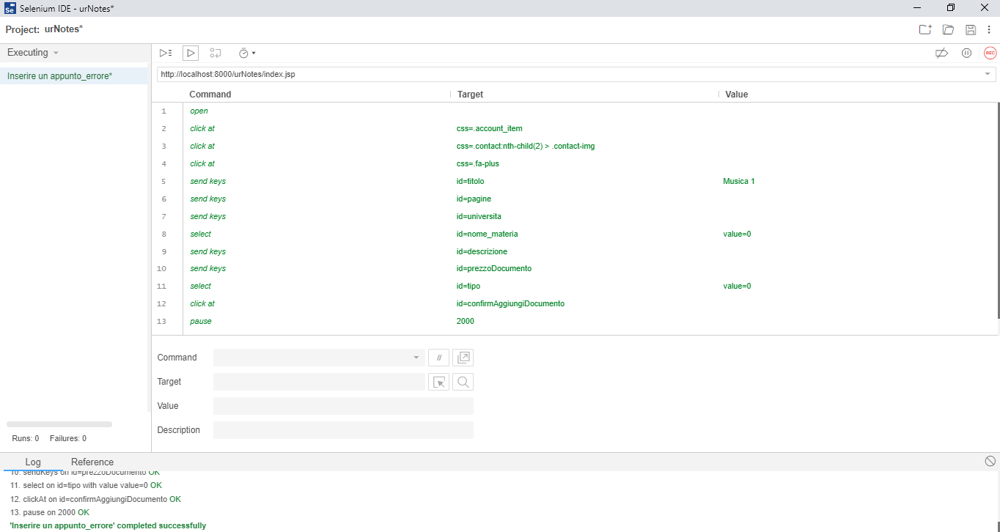 Selenium IDE - urNotes*
Project: urNotes*
Executing
Inserire un appunto_errore*
REC
http://localhost:8000/urNotes/index.jsp
Command Target Value
1 open
2 click at css=.account_item
3 click at css=.contact:nth-child(2) > .contact-img
4 click at css=.fa-plus
5 send keys id=titolo Musica 1
6 send keys id=pagine
7 send keys id=universita
8 select id=nome_materia value=0
9 send keys id=descrizione
10 send keys id=prezzoDocumento
11 select id=tipo value=0
12 click at id=confirmAggiungiDocumento
13 pause 2000
Command //
Target
Value
Description
Runs: 0 Failures: 0
Log Reference
10. sendKeys on id=prezzoDocumento OK
11. select on id=tipo with value value=0 OK
12. clickAt on id=confirmAggiungiDocumento OK
13. pause on 2000 OK
'Inserire un appunto_errore' completed successfully